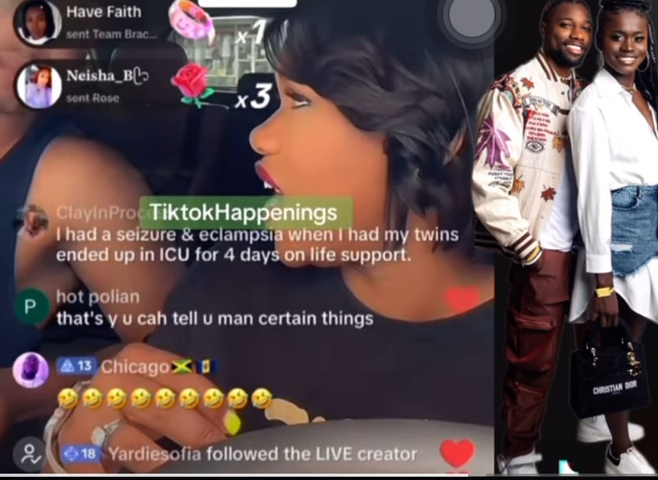 Have Faith
sent Team Brac...
x1
Neisha_B
sent Rose
x3
TiktokHappenings
I had a seizure & eclampsia when I had my twins
ended up in ICU for 4 days on life support.
P
hot polian
that's y u cah tell u man certain things
13 Chicago
18 Yardiesofia followed the LIVE creator
CHRISTIAN DIOR